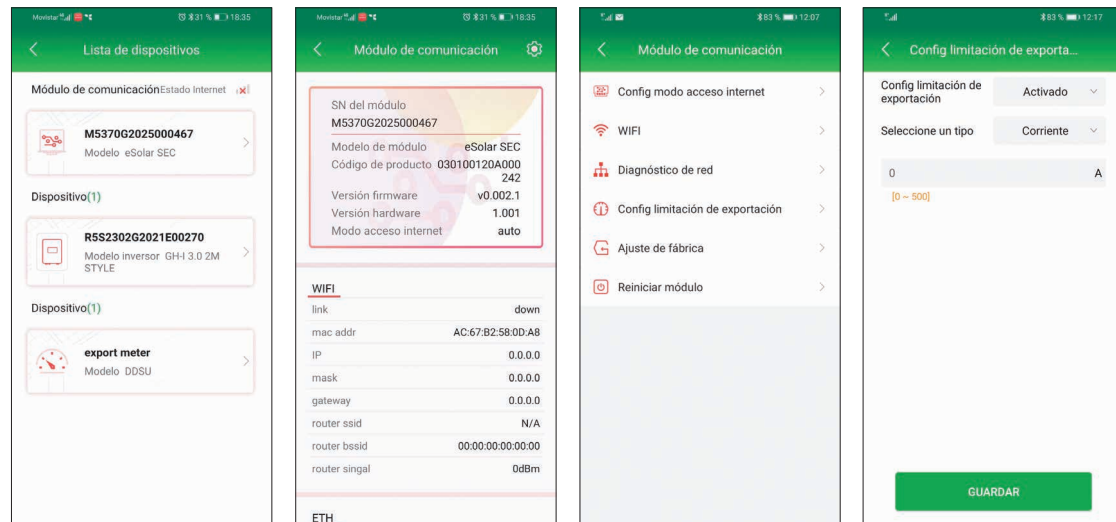 Movistar 31 % 18:35
Lista de dispositivos
Módulo de comunicación Estado Internet
M5370G2025000467
Modelo eSolar SEC
Dispositivo(1)
R5S2302G2021E00270
Modelo inversor GH-I 3.0 2M
STYLE
Dispositivo(1)
export meter
Modelo DDSU
Movistar 31 % 18:35
Módulo de comunicación
SN del módulo
M5370G2025000467
Modelo de módulo eSolar SEC
Código de producto 030100120A000
242
Versión firmware v0.002.1
Versión hardware 1.001
Modo acceso internet auto
WIFI
link down
mac addr AC:67:B2:58:0D:A8
IP 0.0.0.0
mask 0.0.0.0
gateway 0.0.0.0
router ssid N/A
router bssid 00:00:00:00:00:00
router singal 0dBm
ETH
83 % 12:07
Módulo de comunicación
Config modo acceso internet
WIFI
Diagnóstico de red
Config limitación de exportación
Ajuste de fábrica
Reiniciar módulo
83 % 12:17
Config limitación de exporta...
Config limitación de
exportación
Activado
Seleccione un tipo Corriente
0 A
[0 ~ 500]
GUARDAR